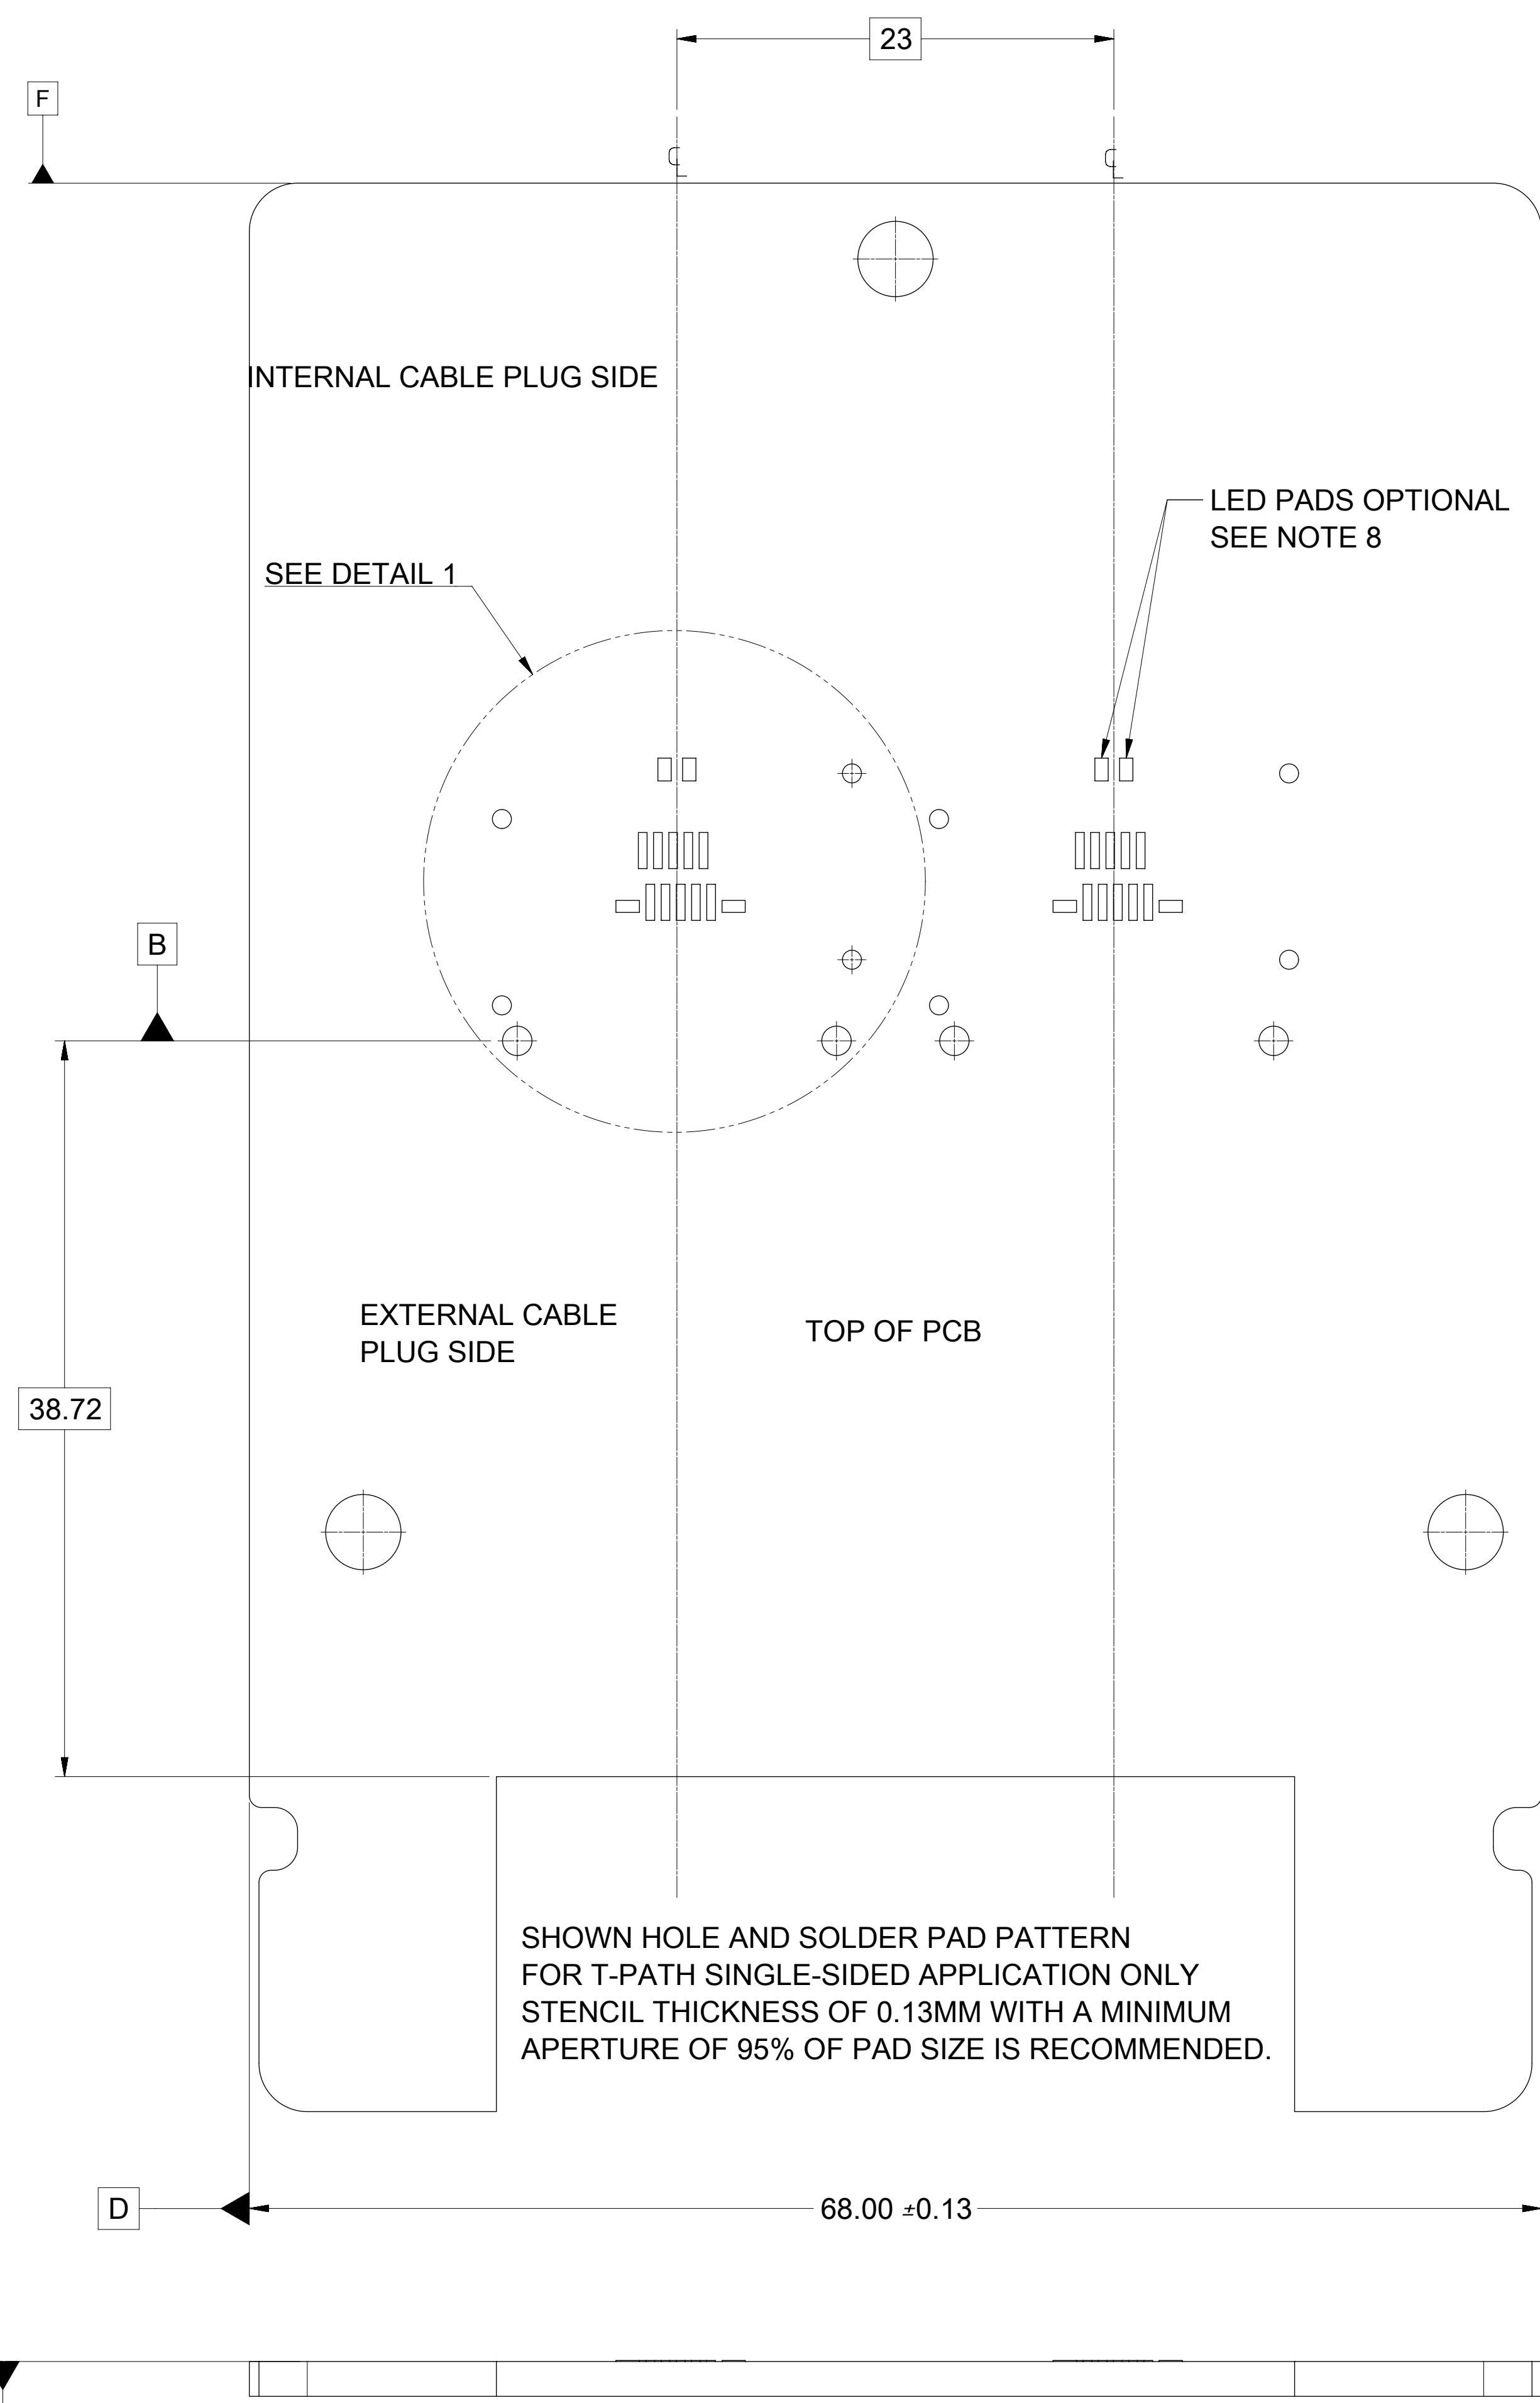 23
F
INTERNAL CABLE PLUG SIDE
LED PADS OPTIONAL
SEE NOTE 8
SEE DETAIL 1
B
EXTERNAL CABLE
PLUG SIDE
TOP OF PCB
38.72
SHOWN HOLE AND SOLDER PAD PATTERN
FOR T-PATH SINGLE-SIDED APPLICATION ONLY
STENCIL THICKNESS OF 0.13MM WITH A MINIMUM
APERTURE OF 95% OF PAD SIZE IS RECOMMENDED.
D
68.00 ±0.13